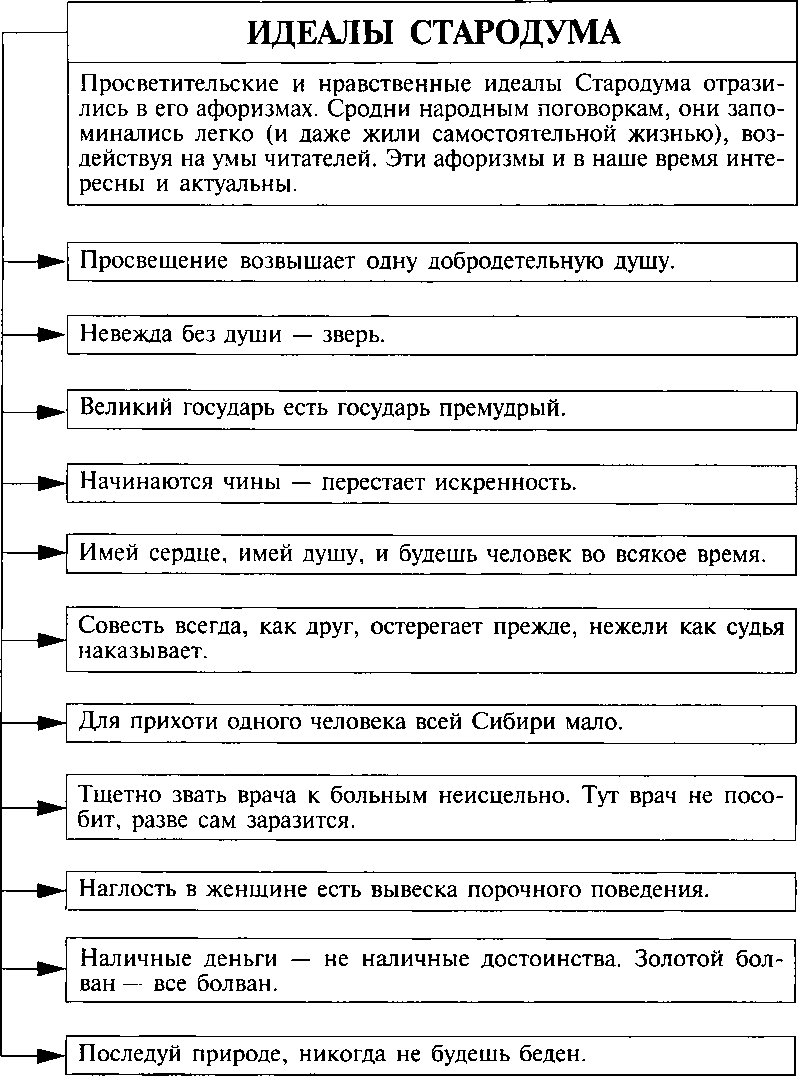 ИДЕАЛЫ СТАРОДУМА
Просветительские и нравственные идеалы Стародума отрази-
лись в его афоризмах. Сродни народным поговоркам, они запо-
минались легко (и даже жили самостоятельной жизнью), воз-
действуя на умы читателей. Эти афоризмы и в наше время инте-
ресны и актуальны.
Просвещение возвышает одну добродетельную душу.
Невежда без души — зверь.
Великий государь есть государь премудрый.
Начинаются чины — перестает искренность.
Имей сердце, имей душу, и будешь человек во всякое время.
Совесть всегда, как друг, остерегает прежде, нежели как судья
наказывает.
Для прихоти одного человека всей Сибири мало.
Тщетно звать врача к больным неисцельно. Тут врач не посо-
бит, разве сам заразится.
Наглость в женщине есть вывеска порочного поведения.
Наличные деньги — не наличные достоинства. Золотой бол-
ван — все болван.
Последуй природе, никогда не будешь беден.